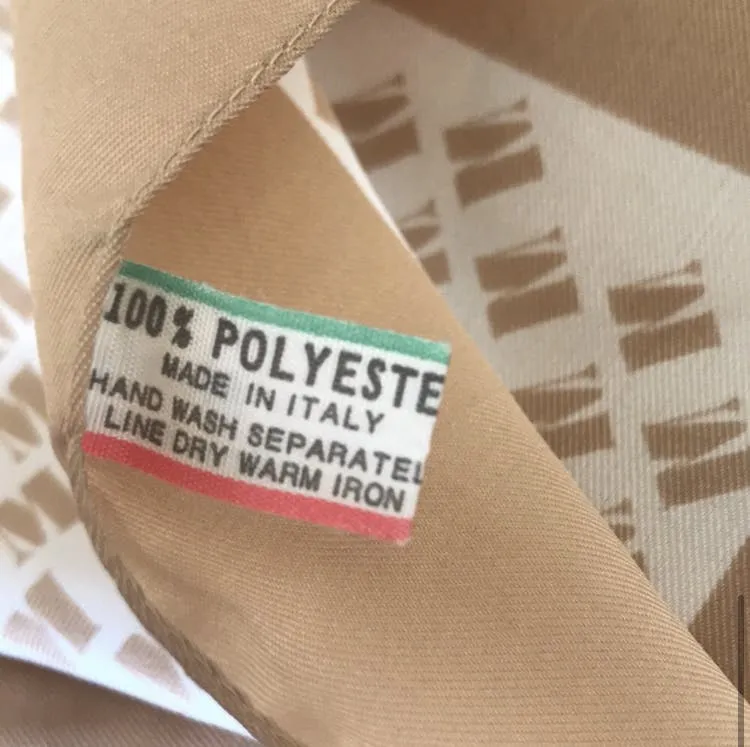 100% POLYESTE
MADE IN ITALY
HAND WASH SEPARATEL
LINE DRY WARM IRON